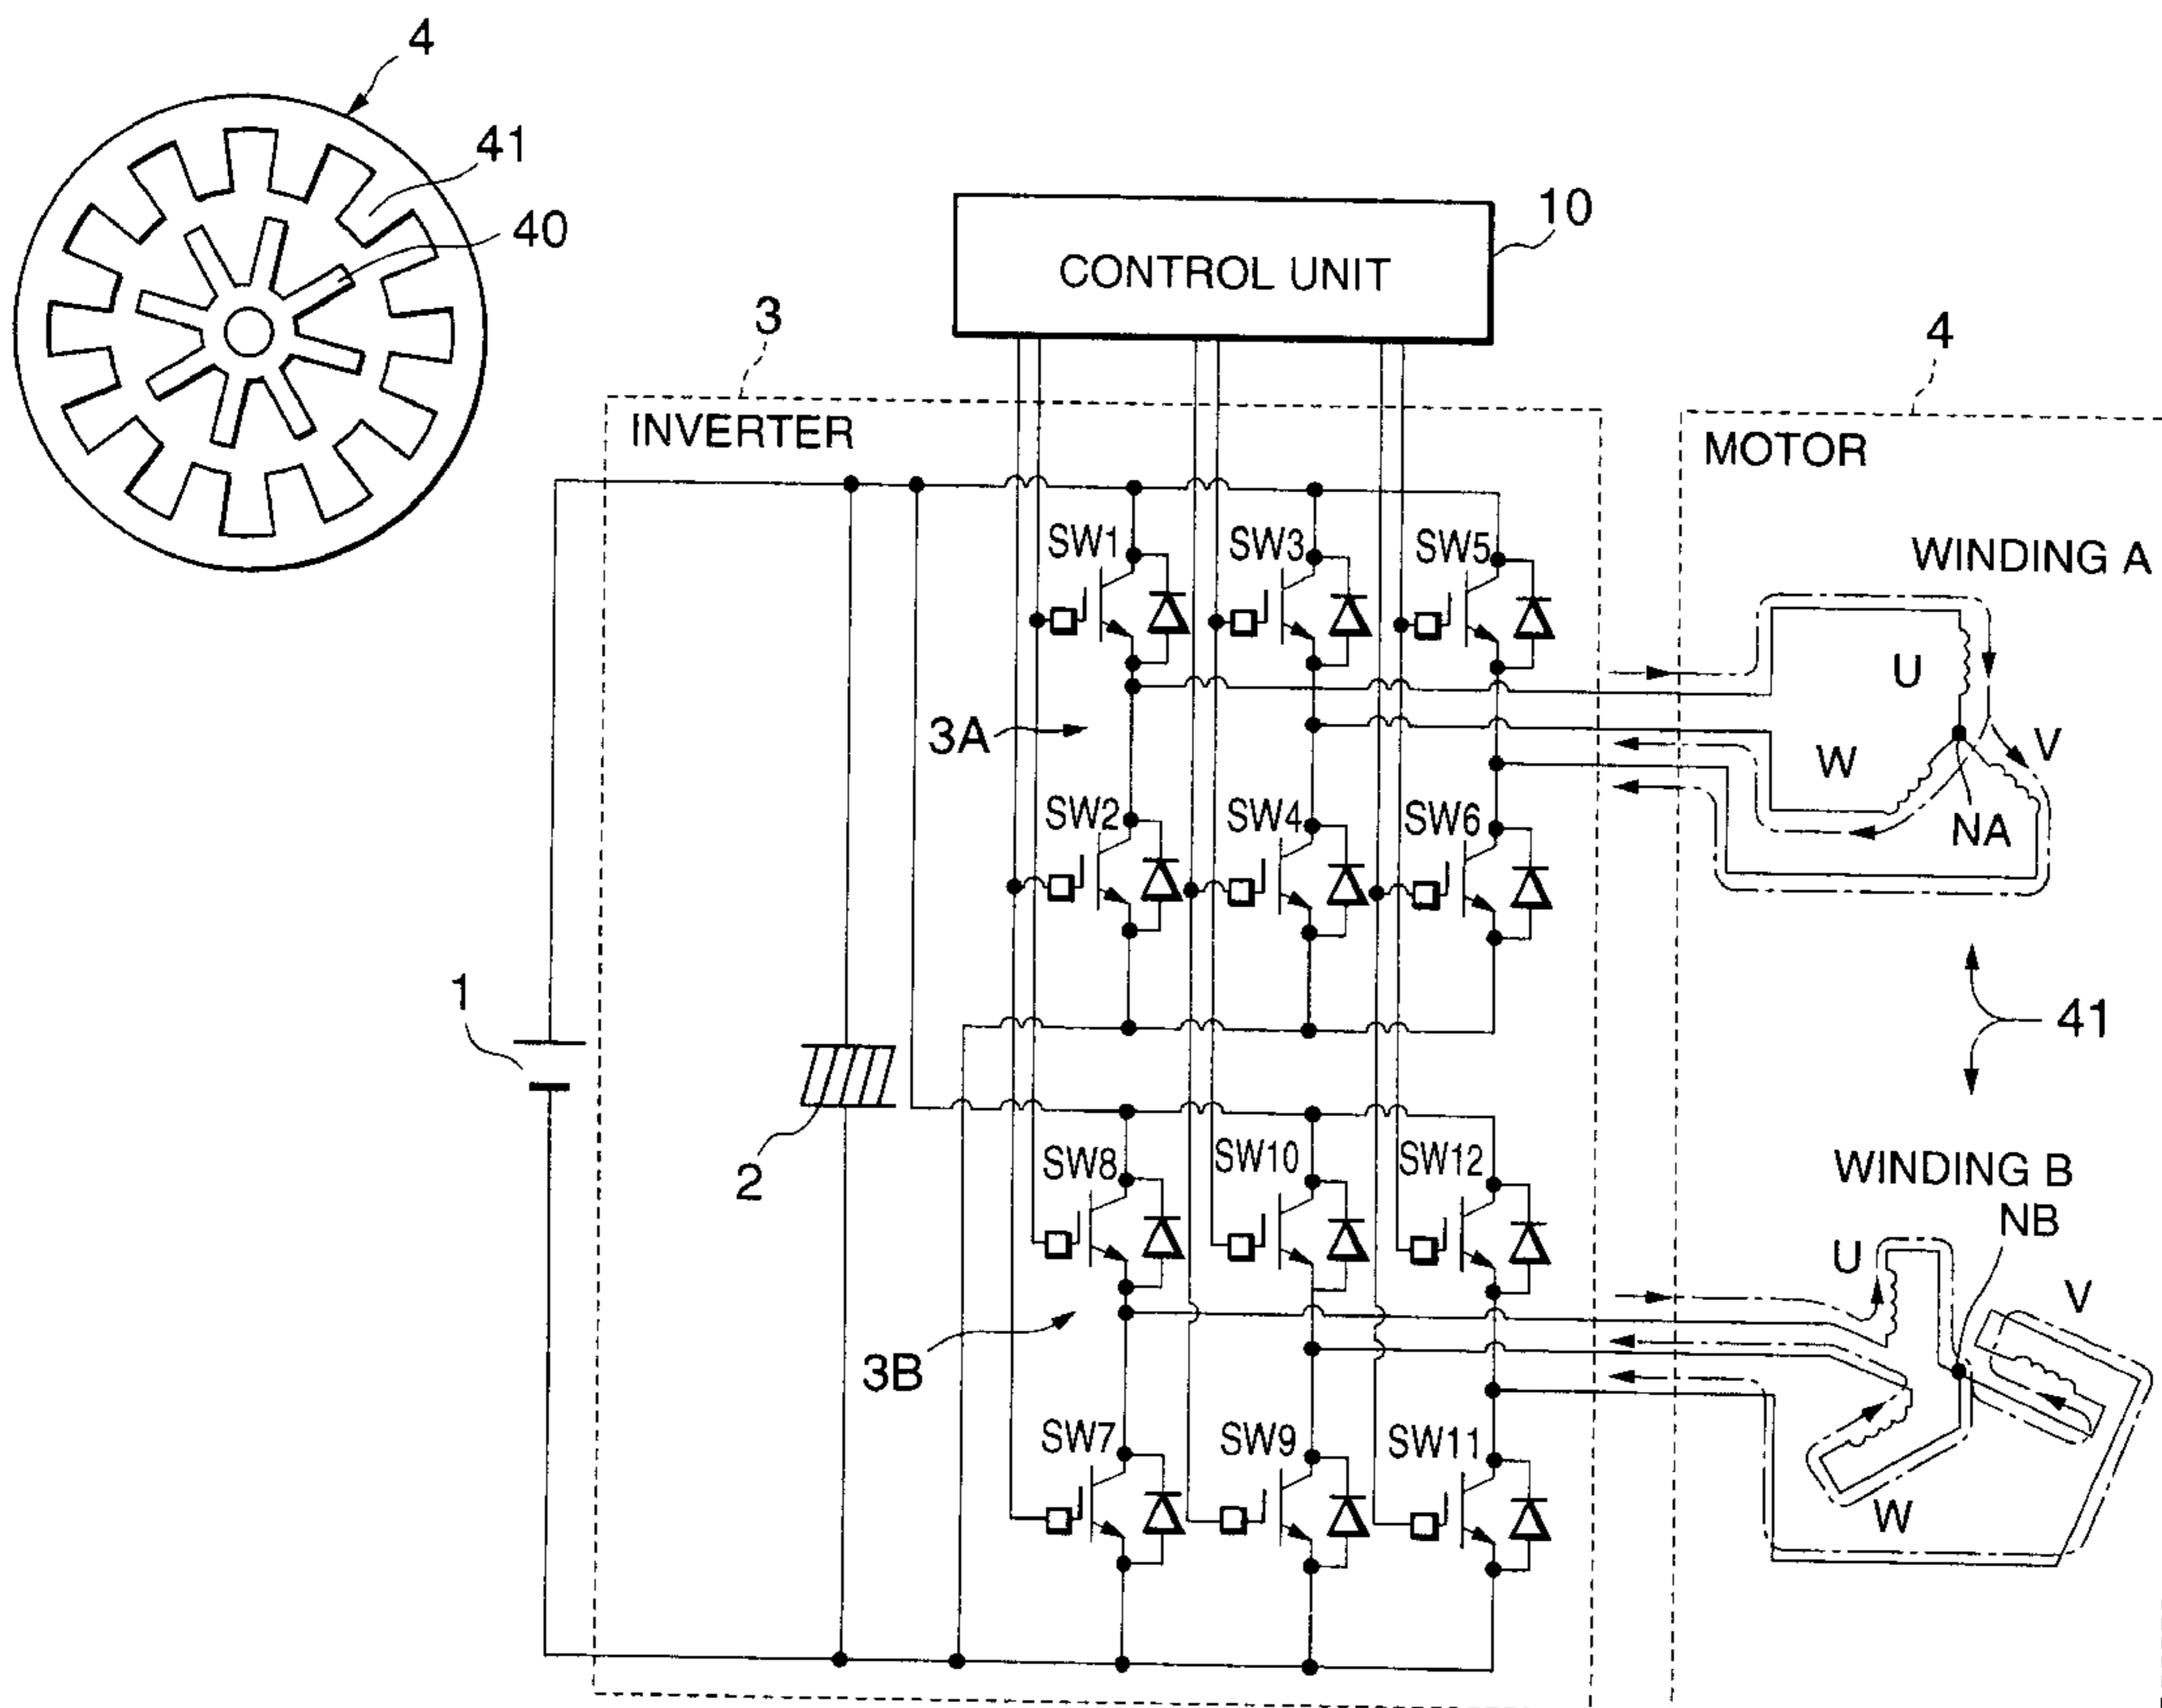 4
41
40
CONTROL UNIT
10
3
4
INVERTER
MOTOR
SW1
SW3
SW5
WINDING A
U
3A
V
W
SW2
SW4
SW6
NA
1
41
2
SW8
SW10
SW12
WINDING B
NB
U
V
3B
SW7
SW9
SW11
W